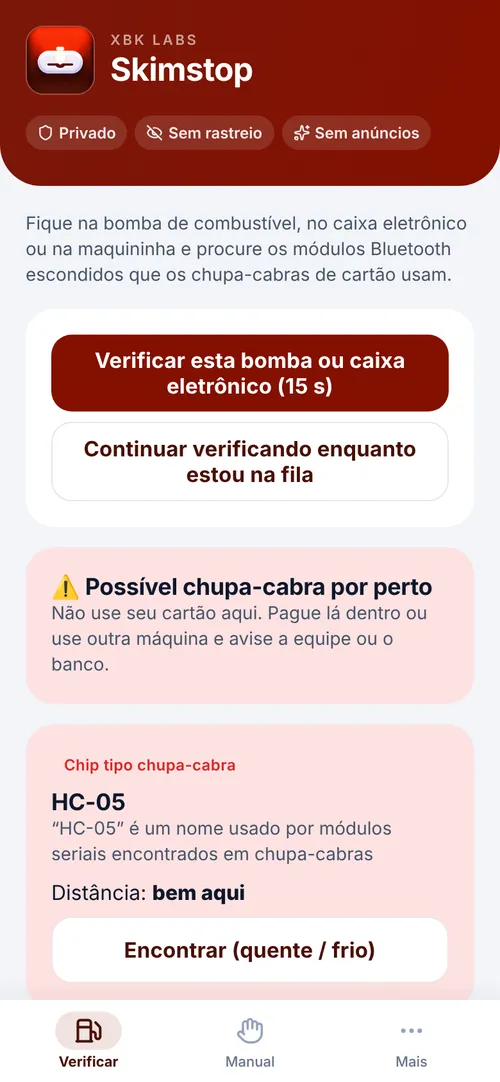 XBK LABS
Skimstop
Privado
Sem rastreio
Sem anúncios
Fique na bomba de combustível, no caixa eletrônico
ou na maquininha e procure os módulos Bluetooth
escondidos que os chupa-cabras de cartão usam.
Verificar esta bomba ou caixa
eletrônico (15 s)
Continuar verificando enquanto
estou na fila
⚠️ Possível chupa-cabra por perto
Não use seu cartão aqui. Pague lá dentro ou
use outra máquina e avise a equipe ou o
banco.
Chip tipo chupa-cabra
HC-05
“HC-05” é um nome usado por módulos
seriais encontrados em chupa-cabras
Distância: bem aqui
Encontrar (quente / frio)
Verificar
Manual
Mais